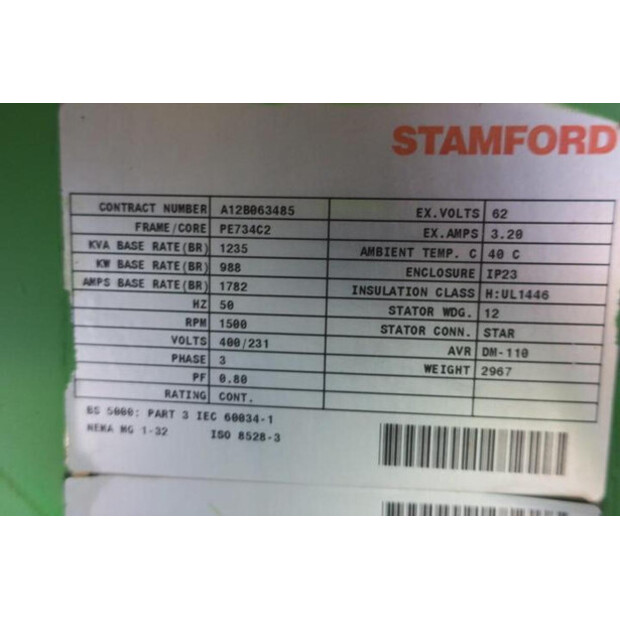 STAMFORD
CONTRACT NUMBER A12B063485
FRAME/CORE PE734C2
KVA BASE RATE(BR) 1235
KW BASE RATE(BR) 988
AMPS BASE RATE(BR) 1782
HZ 50
RPM 1500
VOLTS 400/231
PHASE 3
PF 0.80
RATING CONT.
EX.VOLTS 62
EX.AMPS 3.20
AMBIENT TEMP. C 40 C
ENCLOSURE IP23
INSULATION CLASS H:UL1446
STATOR WDG. 12
STATOR CONN. STAR
AVR DM-110
WEIGHT 2967
BS 5000: PART 3 IEC 60034-1
NEMA MG 1-32 ISO 8528-3